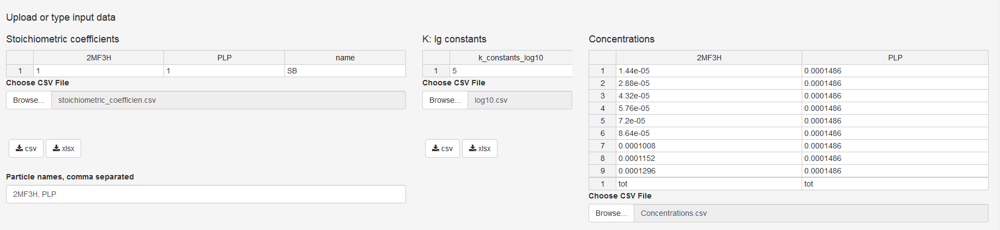 Upload or type input data
Stoichiometric coefficients
2MF3H PLP name
1 1 1 SB
Choose CSV File
Browse... stoichiometric_coefficien.csv
csv xlsx
Particle names, comma separated
2MF3H, PLP
K: lg constants
k_constants_log10
1 5
Choose CSV File
Browse... log10.csv
csv xlsx
Concentrations
2MF3H PLP
1 1.44e-05 0.0001486
2 2.88e-05 0.0001486
3 4.32e-05 0.0001486
4 5.76e-05 0.0001486
5 7.2e-05 0.0001486
6 8.64e-05 0.0001486
7 0.0001008 0.0001486
8 0.0001152 0.0001486
9 0.0001296 0.0001486
1 tot tot
Choose CSV File
Browse... Concentrations.csv